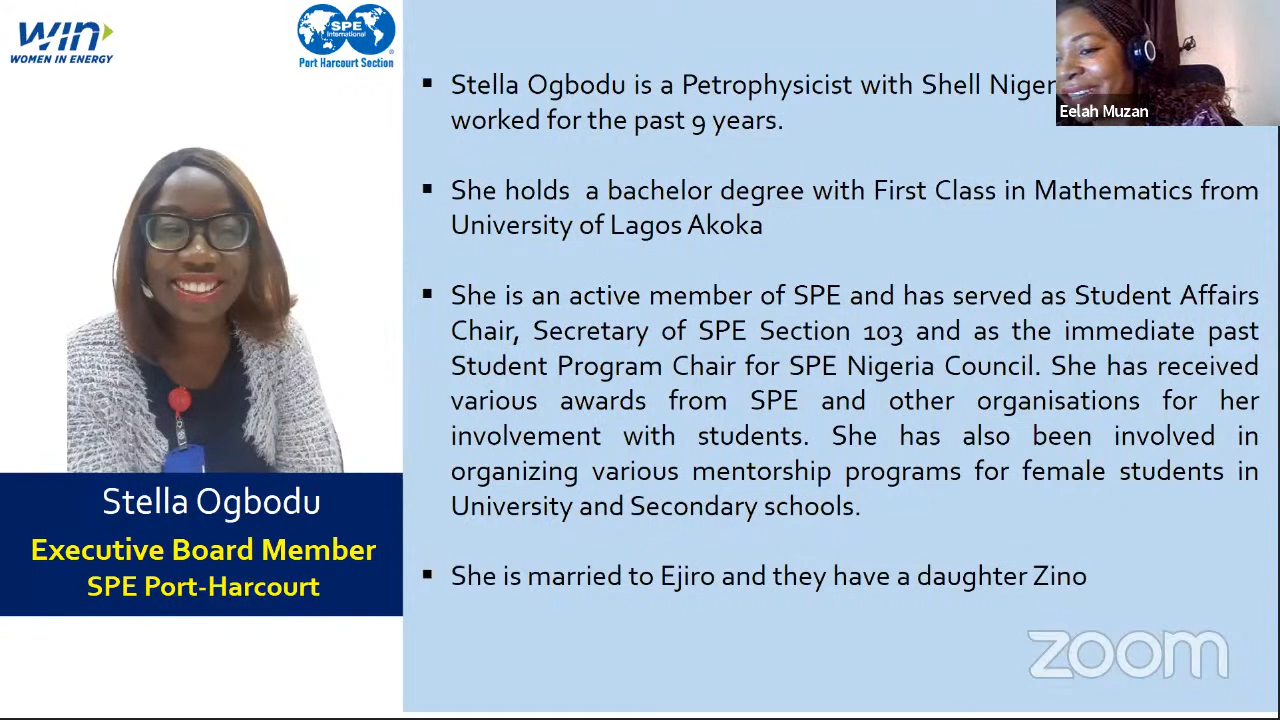 win
WOMEN IN ENERGY
SPE
International
Port Harcourt Section
Stella Ogbodu is a Petrophysicist with Shell Niger
worked for the past 9 years.
Eelah Muzan
She holds a bachelor degree with First Class in Mathematics from
University of Lagos Akoka
She is an active member of SPE and has served as Student Affairs
Chair, Secretary of SPE Section 103 and as the immediate past
Student Program Chair for SPE Nigeria Council. She has received
various awards from SPE and other organisations for her
involvement with students. She has also been involved in
organizing various mentorship programs for female students in
University and Secondary schools.
She is married to Ejiro and they have a daughter Zino
Stella Ogbodu
Executive Board Member
SPE Port-Harcourt
zoom